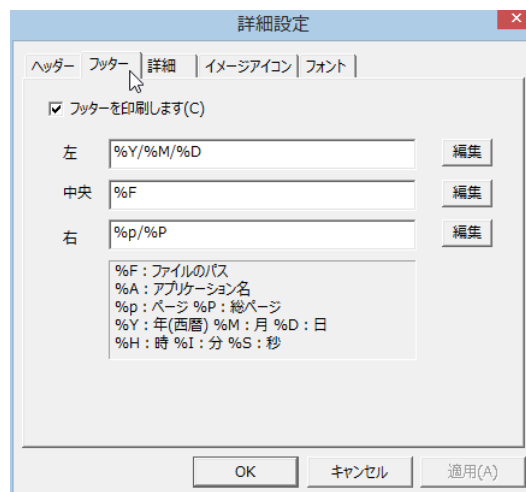 詳細設定
ヘッダー フッター 詳細 イメージアイコン フォント
フッターを印刷します(C)
左 %Y/%M/%D 編集
中央 %F 編集
右 %p/%P 編集
%F：ファイルのパス
%A：アプリケーション名
%p：ページ %P：総ページ
%Y：年(西暦) %M：月 %D：日
%H：時 %I：分 %S：秒
OK キャンセル 適用(A)